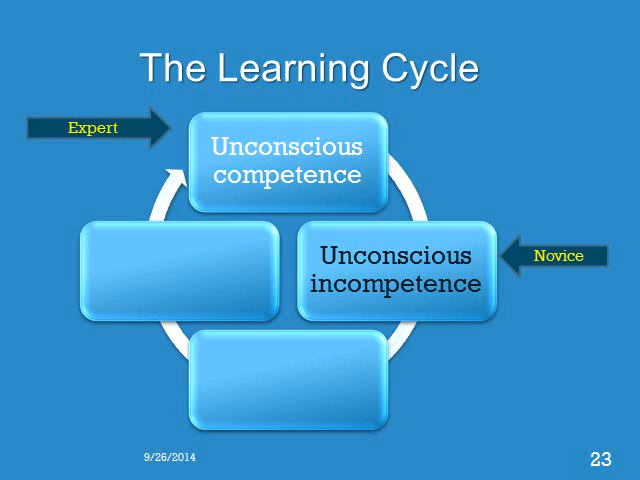 The Learning Cycle
Expert
Unconscious
competence
Unconscious
incompetence
Novice
9/26/2014
23